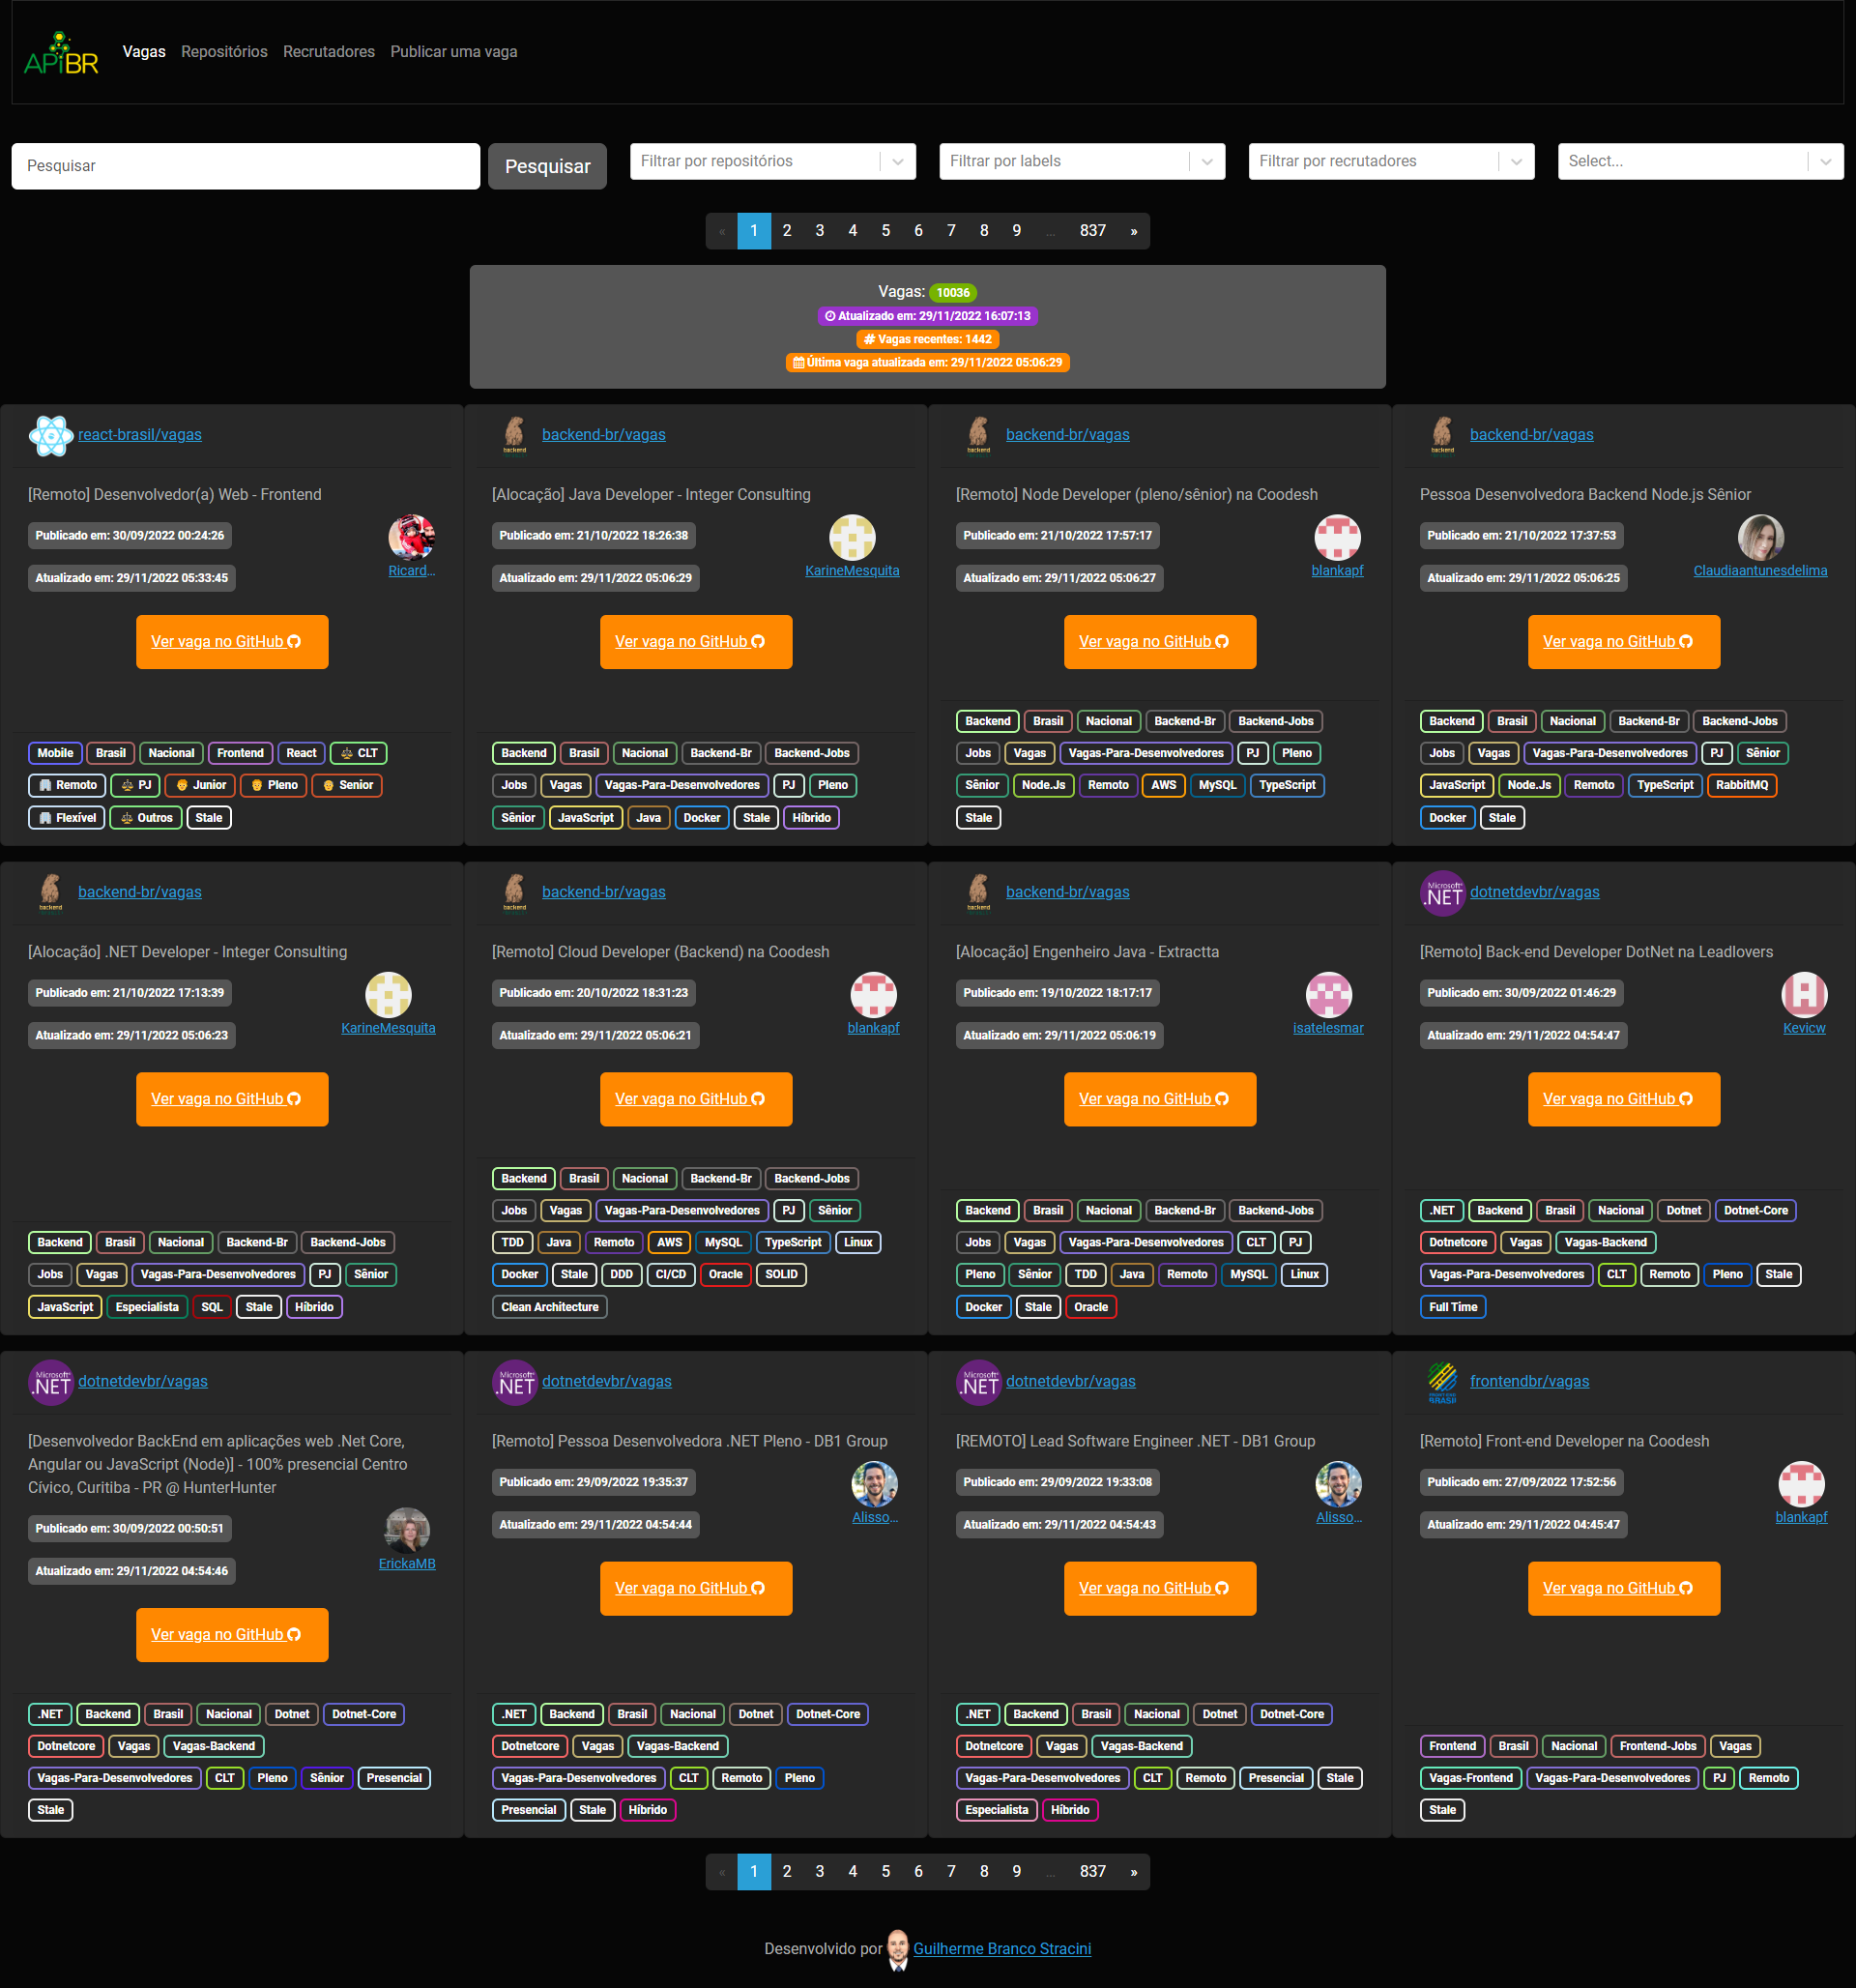 APiBR
Vagas Repositórios Recrutadores Publicar uma vaga
Pesquisar Pesquisar Filtrar por repositórios Filtrar por labels Filtrar por recrutadores Select...
« 1 2 3 4 5 6 7 8 9 … 837 »
Vagas: 10036
Atualizado em: 29/11/2022 16:07:13
# Vagas recentes: 1442
Última vaga atualizada em: 29/11/2022 05:06:29
react-brasil/vagas
[Remoto] Desenvolvedor(a) Web - Frontend
Publicado em: 30/09/2022 00:24:26
Atualizado em: 29/11/2022 05:33:45
Ricard...
Ver vaga no GitHub
Mobile Brasil Nacional Frontend React CLT
Remoto PJ Junior Pleno Senior
Flexível Outros Stale
backend
backend-br/vagas
[Alocação] Java Developer - Integer Consulting
Publicado em: 21/10/2022 18:26:38
Atualizado em: 29/11/2022 05:06:29
KarineMesquita
Ver vaga no GitHub
Backend Brasil Nacional Backend-Br Backend-Jobs
Jobs Vagas Vagas-Para-Desenvolvedores PJ Pleno
Sênior JavaScript Java Docker Stale Híbrido
backend
backend-br/vagas
[Remoto] Node Developer (pleno/sênior) na Coodesh
Publicado em: 21/10/2022 17:57:17
Atualizado em: 29/11/2022 05:06:27
blankapf
Ver vaga no GitHub
Backend Brasil Nacional Backend-Br Backend-Jobs
Jobs Vagas Vagas-Para-Desenvolvedores PJ Pleno
Sênior Node.Js Remoto AWS MySQL TypeScript
Stale
backend
backend-br/vagas
Pessoa Desenvolvedora Backend Node.js Sênior
Publicado em: 21/10/2022 17:37:53
Atualizado em: 29/11/2022 05:06:25
Claudiaantunesdelima
Ver vaga no GitHub
Backend Brasil Nacional Backend-Br Backend-Jobs
Jobs Vagas Vagas-Para-Desenvolvedores PJ Sênior
JavaScript Node.Js Remoto TypeScript RabbitMQ
Docker Stale
backend
backend-br/vagas
[Alocação] .NET Developer - Integer Consulting
Publicado em: 21/10/2022 17:13:39
Atualizado em: 29/11/2022 05:06:23
KarineMesquita
Ver vaga no GitHub
Backend Brasil Nacional Backend-Br Backend-Jobs
Jobs Vagas Vagas-Para-Desenvolvedores PJ Sênior
JavaScript Especialista SQL Stale Híbrido
backend
backend-br/vagas
[Remoto] Cloud Developer (Backend) na Coodesh
Publicado em: 20/10/2022 18:31:23
Atualizado em: 29/11/2022 05:06:21
blankapf
Ver vaga no GitHub
Backend Brasil Nacional Backend-Br Backend-Jobs
Jobs Vagas Vagas-Para-Desenvolvedores PJ Sênior
TDD Java Remoto AWS MySQL TypeScript Linux
Docker Stale DDD CI/CD Oracle SOLID
Clean Architecture
backend
backend-br/vagas
[Alocação] Engenheiro Java - Extractta
Publicado em: 19/10/2022 18:17:17
Atualizado em: 29/11/2022 05:06:19
isatelesmar
Ver vaga no GitHub
Backend Brasil Nacional Backend-Br Backend-Jobs
Jobs Vagas Vagas-Para-Desenvolvedores CLT PJ
Pleno Sênior TDD Java Remoto MySQL Linux
Docker Stale Oracle
Microsoft .NET
dotnetdevbr/vagas
[Remoto] Back-end Developer DotNet na Leadlovers
Publicado em: 30/09/2022 01:46:29
Atualizado em: 29/11/2022 04:54:47
Kevicw
Ver vaga no GitHub
.NET Backend Brasil Nacional Dotnet Dotnet-Core
Dotnetcore Vagas Vagas-Backend
Vagas-Para-Desenvolvedores CLT Remoto Pleno Stale
Full Time
Microsoft .NET
dotnetdevbr/vagas
[Desenvolvedor BackEnd em aplicações web .Net Core,
Angular ou JavaScript (Node)] - 100% presencial Centro
Cívico, Curitiba - PR @ HunterHunter
Publicado em: 30/09/2022 00:50:51
Atualizado em: 29/11/2022 04:54:46
ErickaMB
Ver vaga no GitHub
.NET Backend Brasil Nacional Dotnet Dotnet-Core
Dotnetcore Vagas Vagas-Backend
Vagas-Para-Desenvolvedores CLT Pleno Sênior Presencial
Stale
Microsoft .NET
dotnetdevbr/vagas
[Remoto] Pessoa Desenvolvedora .NET Pleno - DB1 Group
Publicado em: 29/09/2022 19:35:37
Atualizado em: 29/11/2022 04:54:44
Alisso...
Ver vaga no GitHub
.NET Backend Brasil Nacional Dotnet Dotnet-Core
Dotnetcore Vagas Vagas-Backend
Vagas-Para-Desenvolvedores CLT Remoto Pleno
Presencial Stale Híbrido
Microsoft .NET
dotnetdevbr/vagas
[REMOTO] Lead Software Engineer .NET - DB1 Group
Publicado em: 29/09/2022 19:33:08
Atualizado em: 29/11/2022 04:54:43
Alisso...
Ver vaga no GitHub
.NET Backend Brasil Nacional Dotnet Dotnet-Core
Dotnetcore Vagas Vagas-Backend
Vagas-Para-Desenvolvedores CLT Remoto Presencial Stale
Especialista Híbrido
frontendbr/vagas
[Remoto] Front-end Developer na Coodesh
Publicado em: 27/09/2022 17:52:56
Atualizado em: 29/11/2022 04:45:47
blankapf
Ver vaga no GitHub
Frontend Brasil Nacional Frontend-Jobs Vagas
Vagas-Frontend Vagas-Para-Desenvolvedores PJ Remoto
Stale
« 1 2 3 4 5 6 7 8 9 … 837 »
Desenvolvido por Guilherme Branco Stracini